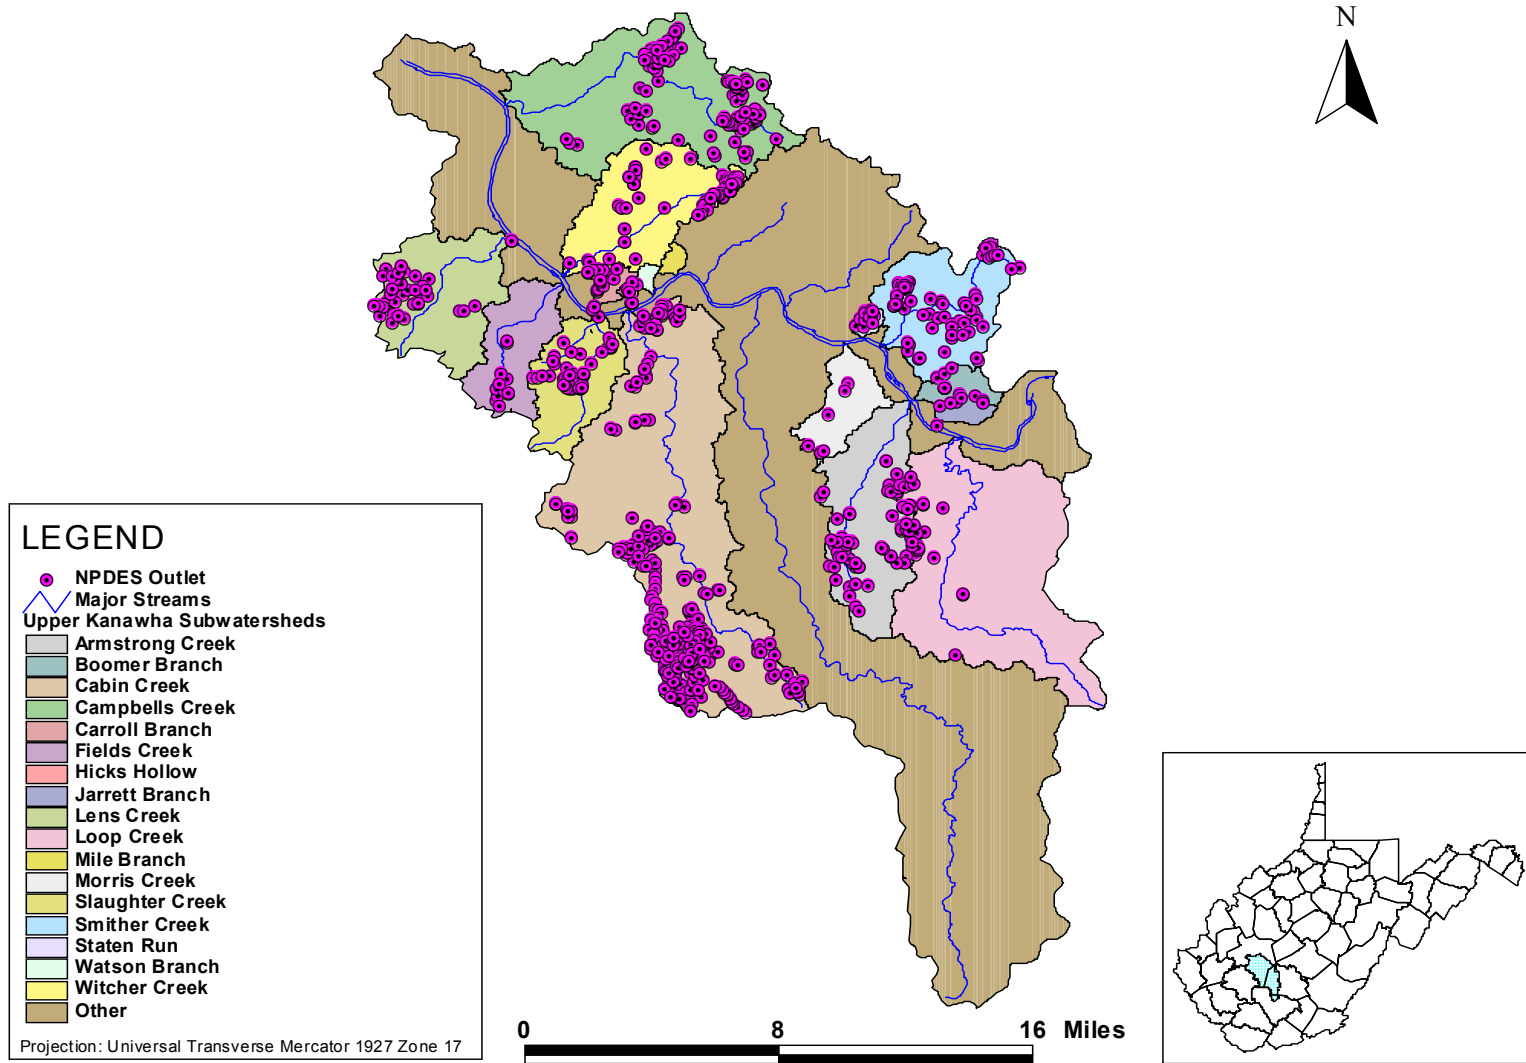 N
LEGEND
NPDES Outlet
Major Streams
Upper Kanawha Subwatersheds
Armstrong Creek
Boomer Branch
Cabin Creek
Campbells Creek
Carroll Branch
Fields Creek
Hicks Hollow
Jarrett Branch
Lens Creek
Loop Creek
Mile Branch
Morris Creek
Slaughter Creek
Smither Creek
Staten Run
Watson Branch
Witcher Creek
Other
Projection: Universal Transverse Mercator 1927 Zone 17
0 8 16 Miles